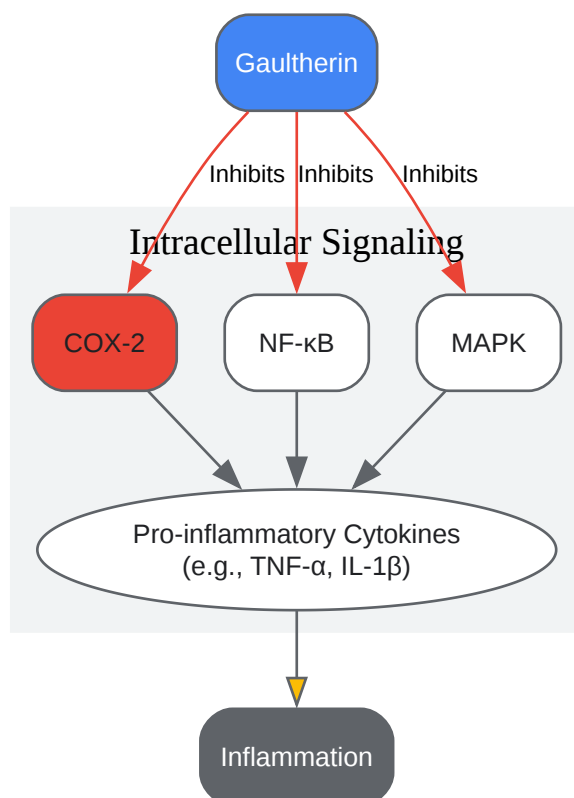 Gaultherin
Inhibits Inhibits Inhibits
Intracellular Signaling
COX-2 NF-κB MAPK
Pro-inflammatory Cytokines
(e.g., TNF-α, IL-1β)
Inflammation